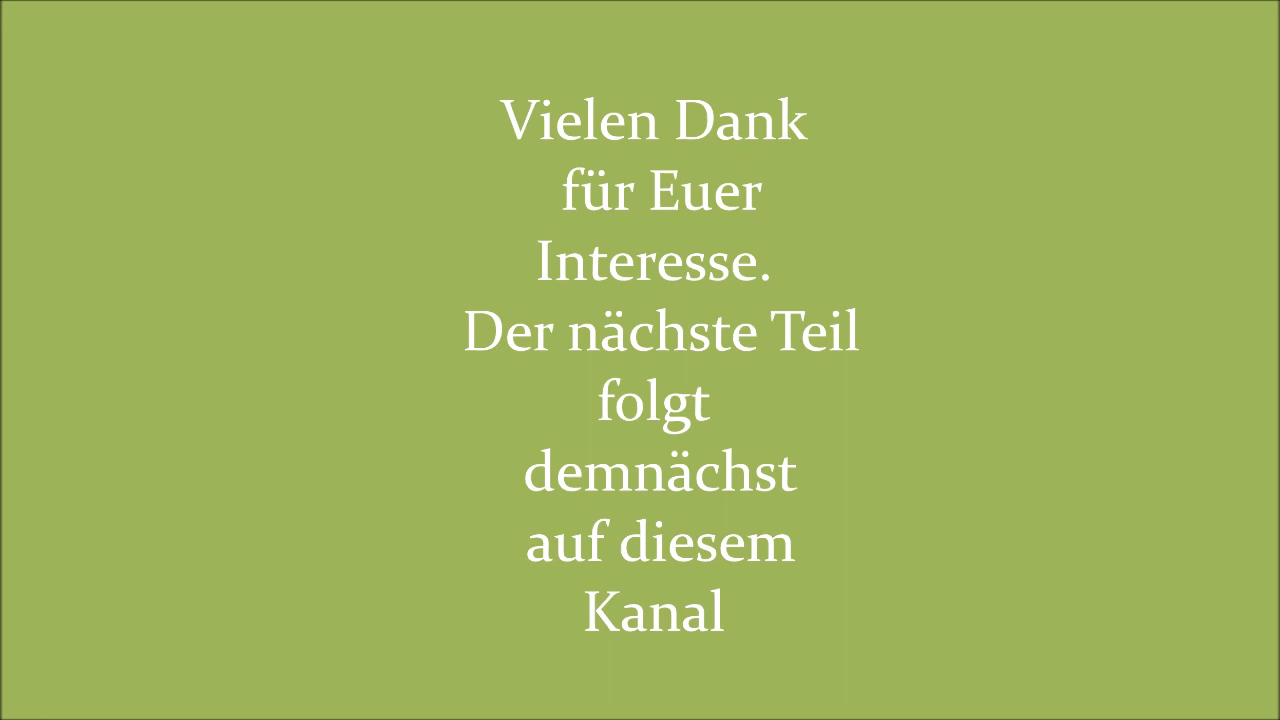 Vielen Dank
für Euer
Interesse.
Der nächste Teil
folgt
demnächst
auf diesem
Kanal